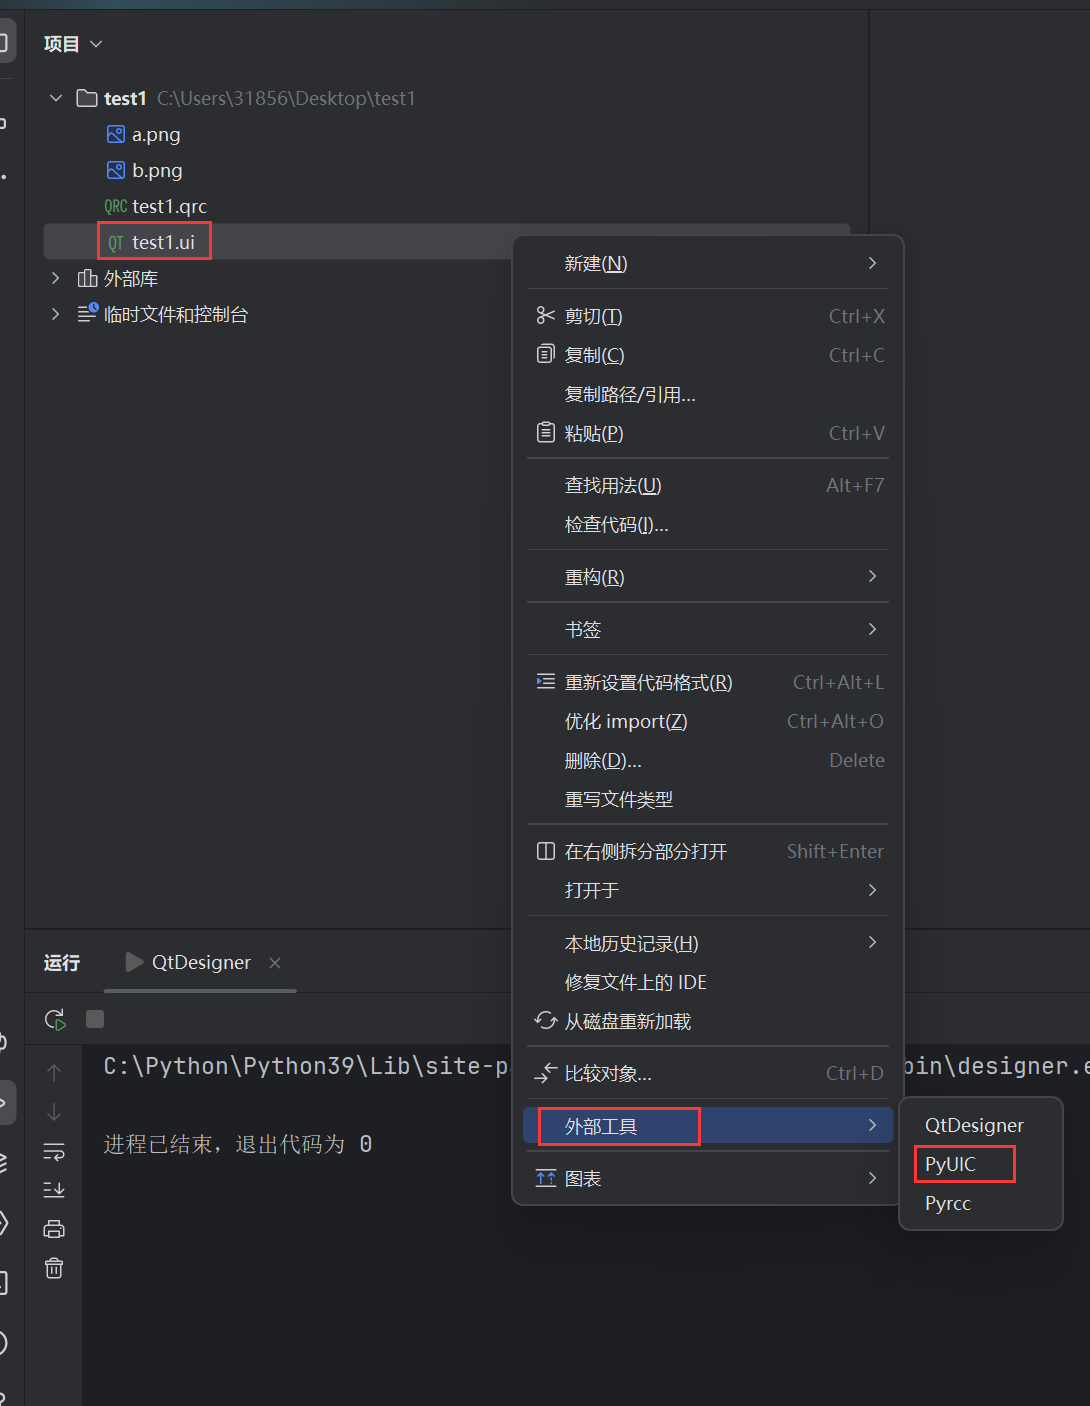 项目
test1 C:\Users\31856\Desktop\test1
a.png
b.png
QRC test1.qrc
QT test1.ui
外部库
临时文件和控制台
新建(N)
剪切(T) Ctrl+X
复制(C) Ctrl+C
复制路径/引用...
粘贴(P) Ctrl+V
查找用法(U) Alt+F7
检查代码(I)...
重构(R)
书签
重新设置代码格式(R) Ctrl+Alt+L
优化 import(Z) Ctrl+Alt+O
删除(D)... Delete
重写文件类型
在右侧拆分部分打开 Shift+Enter
打开于
本地历史记录(H)
修复文件上的 IDE
从磁盘重新加载
比较对象... Ctrl+D
外部工具
图表
QtDesigner
PyUIC
Pyrcc
运行 QtDesigner
C:\Python\Python39\Lib\site-pa bin\designer.e
进程已结束，退出代码为 0